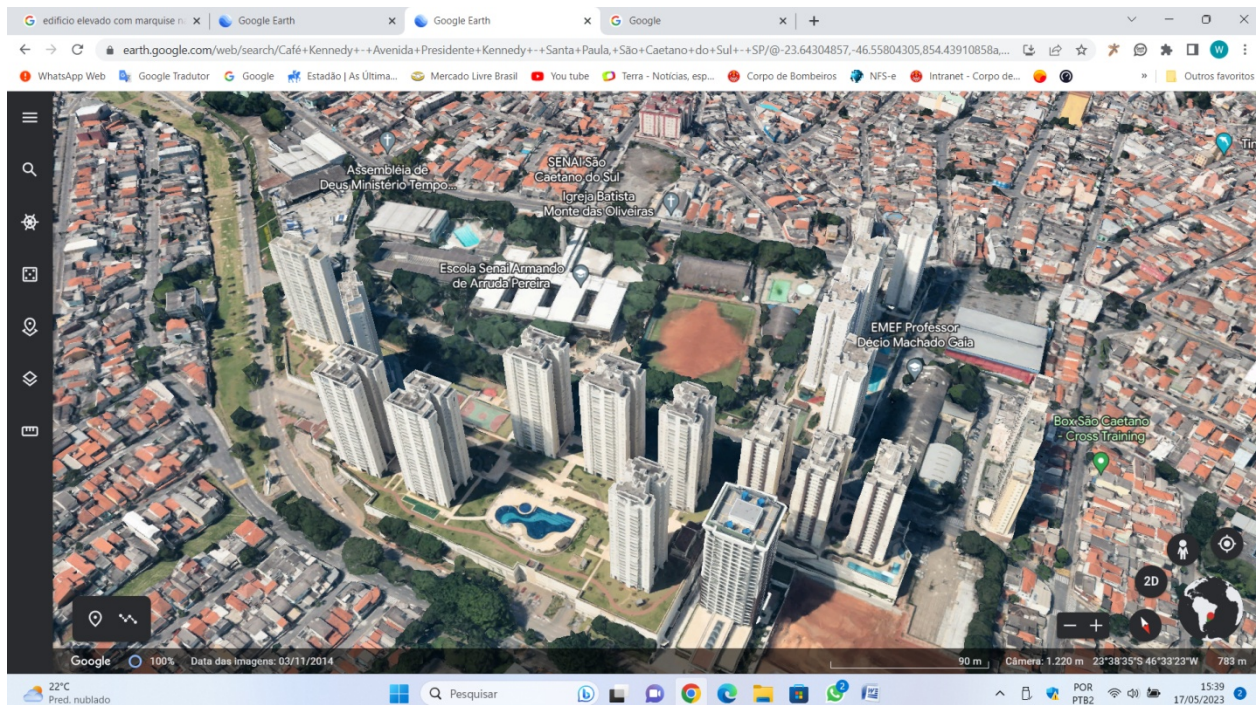 edificio elevado com marquise n
Google Earth
Google Earth
Google
earth.google.com/web/search/Café+Kennedy+-+Avenida+Presidente+Kennedy+-+Santa+Paula,+São+Caetano+do+Sul+-+SP/@-23.64304857,-46.55804305,854.43910858a,...
W
WhatsApp Web
Google Tradutor
Google
Estadão | As Última...
Mercado Livre Brasil
You tube
Terra - Notícias, esp...
Corpo de Bombeiros
NFS-e
Intranet - Corpo de...
»
Outros favoritos
Assembleia de
Deus Ministério Tempo...
SENAI São
Caetano do Sul
Igreja Batista
Monte das Oliveiras
Tin
Escola Senai Armando
de Arruda Pereira
EMEF Professor
Décio Machado Gaia
Box São Caetano
- Cross Training
2D
Google
100%
Data das imagens: 03/11/2014
90 m
Câmera: 1.220 m
23°38'35"S 46°33'23"W
783 m
22°C
Pred. nublado
Pesquisar
POR
PTB2
15:39
17/05/2023
2